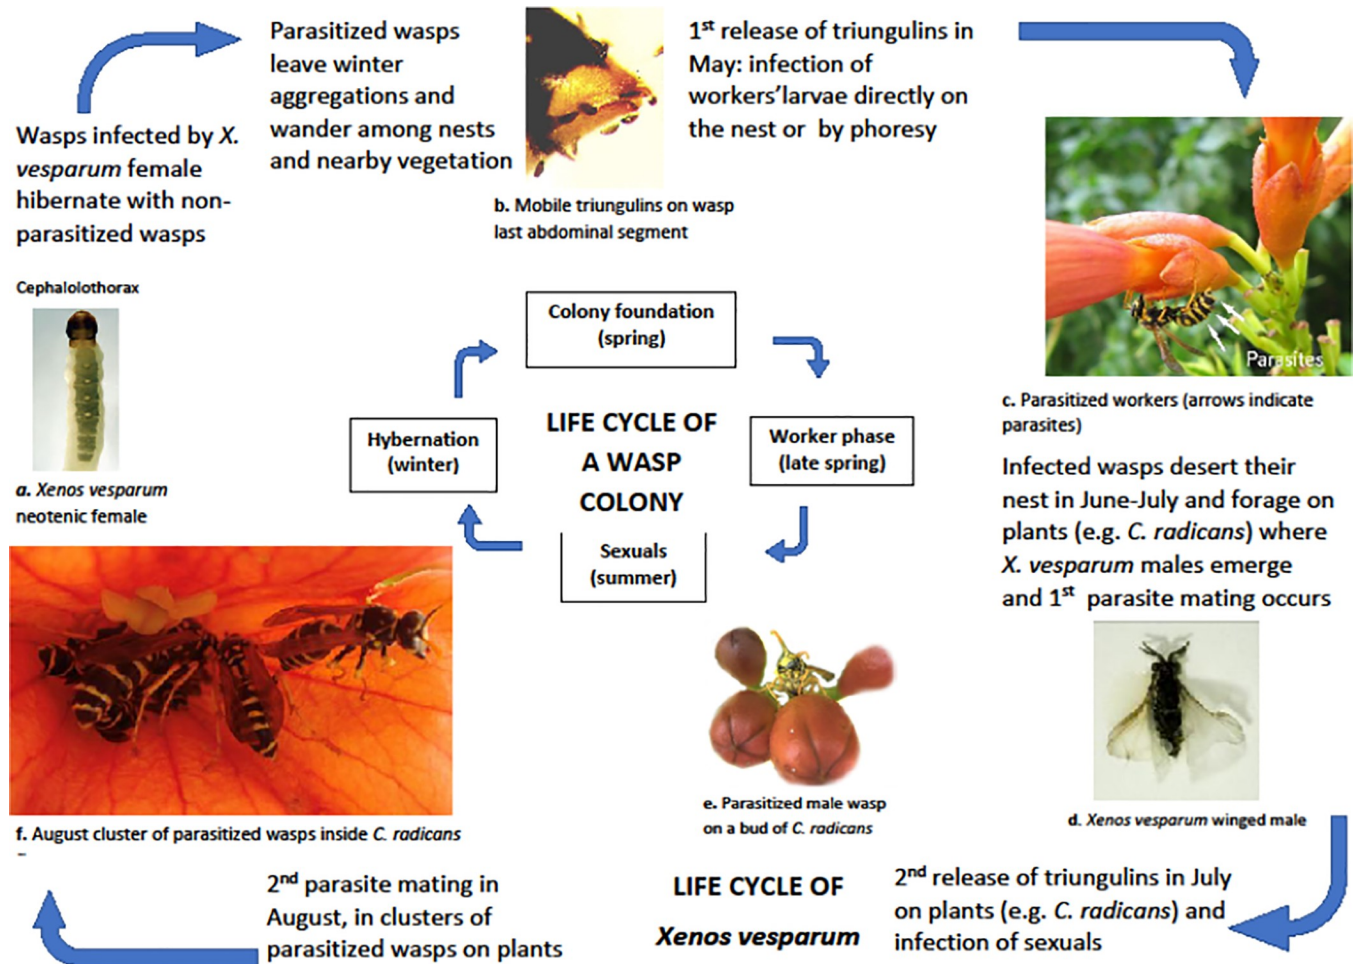 Wasps infected by X.
vesparum female
hibernate with non-
parasitized wasps
Parasitized wasps
leave winter
aggregations and
wander among nests
and nearby vegetation
b. Mobile triungulins on wasp
last abdominal segment
1st release of triungulins in
May: infection of
workers'larvae directly on
the nest or by phoresy
Parasites
c. Parasitized workers (arrows indicate
parasites)
Infected wasps desert their
nest in June-July and forage on
plants (e.g. C. radicans) where
X. vesparum males emerge
and 1st parasite mating occurs
d. Xenos vesparum winged male
Cephalolothorax
a. Xenos vesparum
neotenic female
Colony foundation
(spring)
Hybernation
(winter)
LIFE CYCLE OF
A WASP
COLONY
Worker phase
(late spring)
Sexuals
(summer)
e. Parasitized male wasp
on a bud of C. radicans
f. August cluster of parasitized wasps inside C. radicans
2nd parasite mating in
August, in clusters of
parasitized wasps on plants
LIFE CYCLE OF
Xenos vesparum
2nd release of triungulins in July
on plants (e.g. C. radicans) and
infection of sexuals